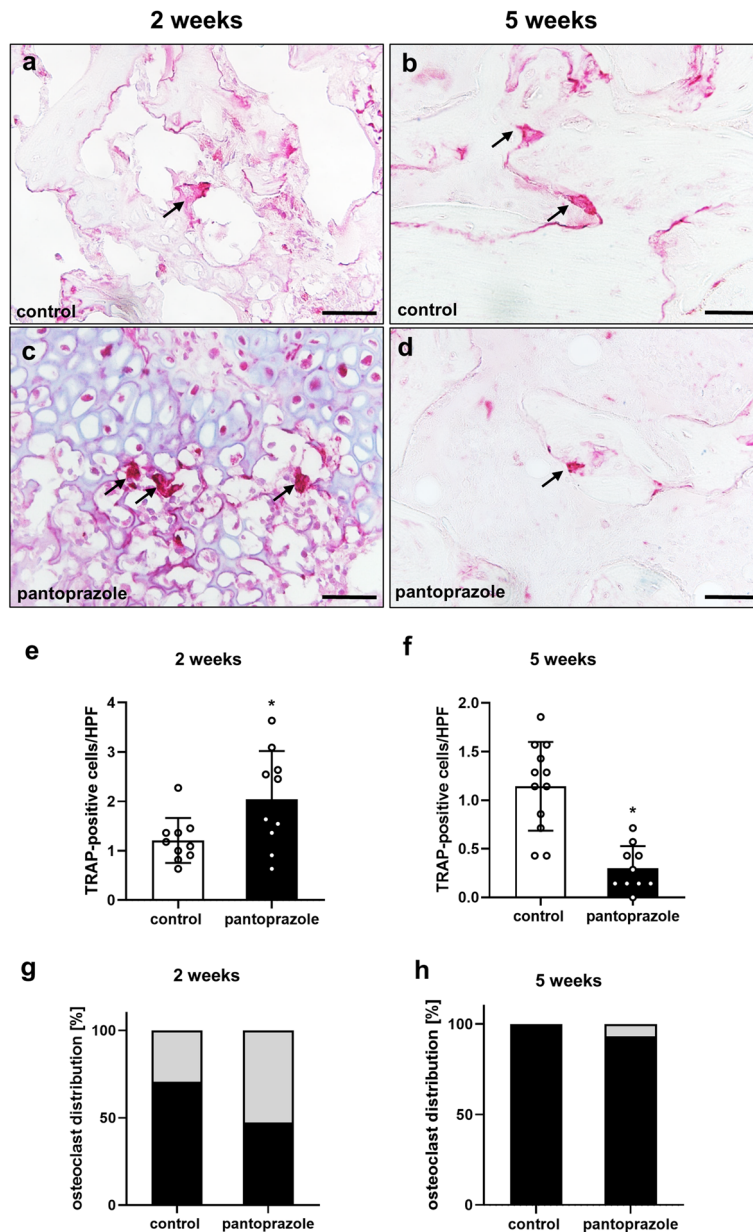 2 weeks
5 weeks
a
control
b
control
c
pantoprazole
d
pantoprazole
e
2 weeks
TRAP-positive cells/HPF
4
3
2
1
0
*
control
pantoprazole
f
5 weeks
TRAP-positive cells/HPF
2.0
1.5
1.0
0.5
0.0
*
control
pantoprazole
g
2 weeks
osteoclast distribution [%]
100
50
0
control
pantoprazole
h
5 weeks
osteoclast distribution [%]
100
50
0
control
pantoprazole